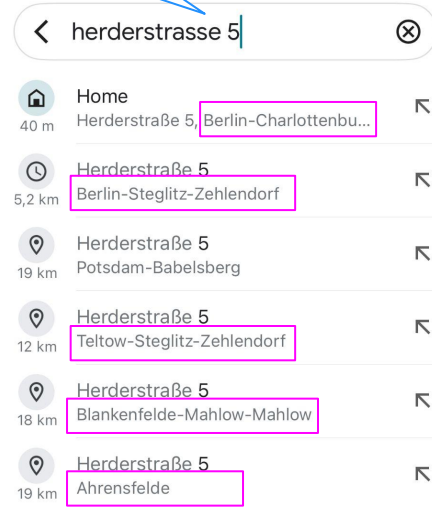 herderstrasse 5
Home
Herderstraße 5, Berlin-Charlottenbu...
40 m
Herderstraße 5
Berlin-Steglitz-Zehlendorf
5,2 km
Herderstraße 5
Potsdam-Babelsberg
19 km
Herderstraße 5
Teltow-Steglitz-Zehlendorf
12 km
Herderstraße 5
Blankenfelde-Mahlow-Mahlow
18 km
Herderstraße 5
Ahrensfelde
19 km